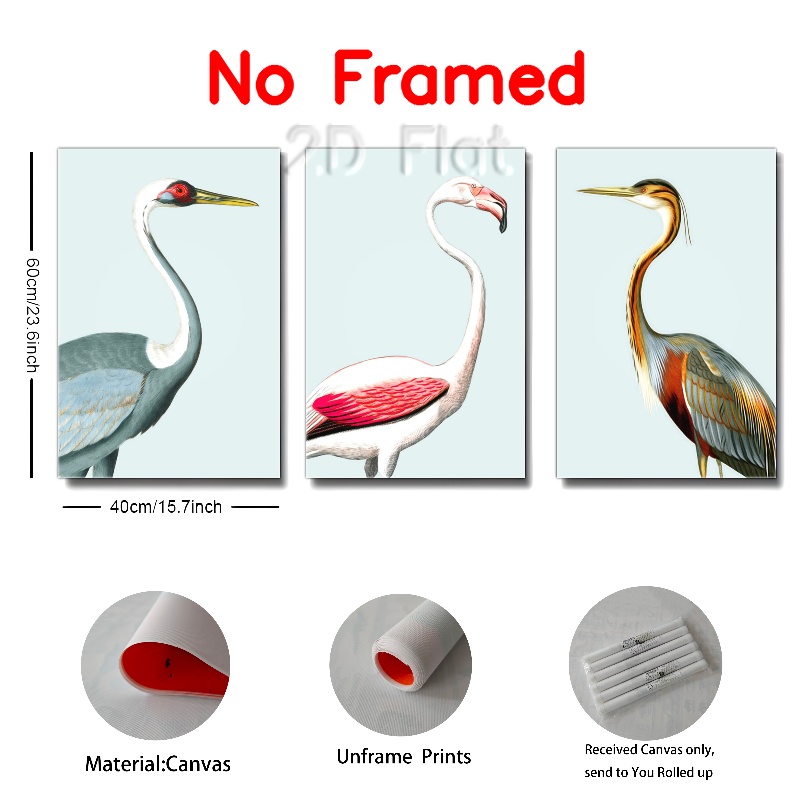 No Framed
2D Flat
60cm/23.6inch
40cm/15.7inch
Material:Canvas
Unframe Prints
Received Canvas only,
send to You Rolled up